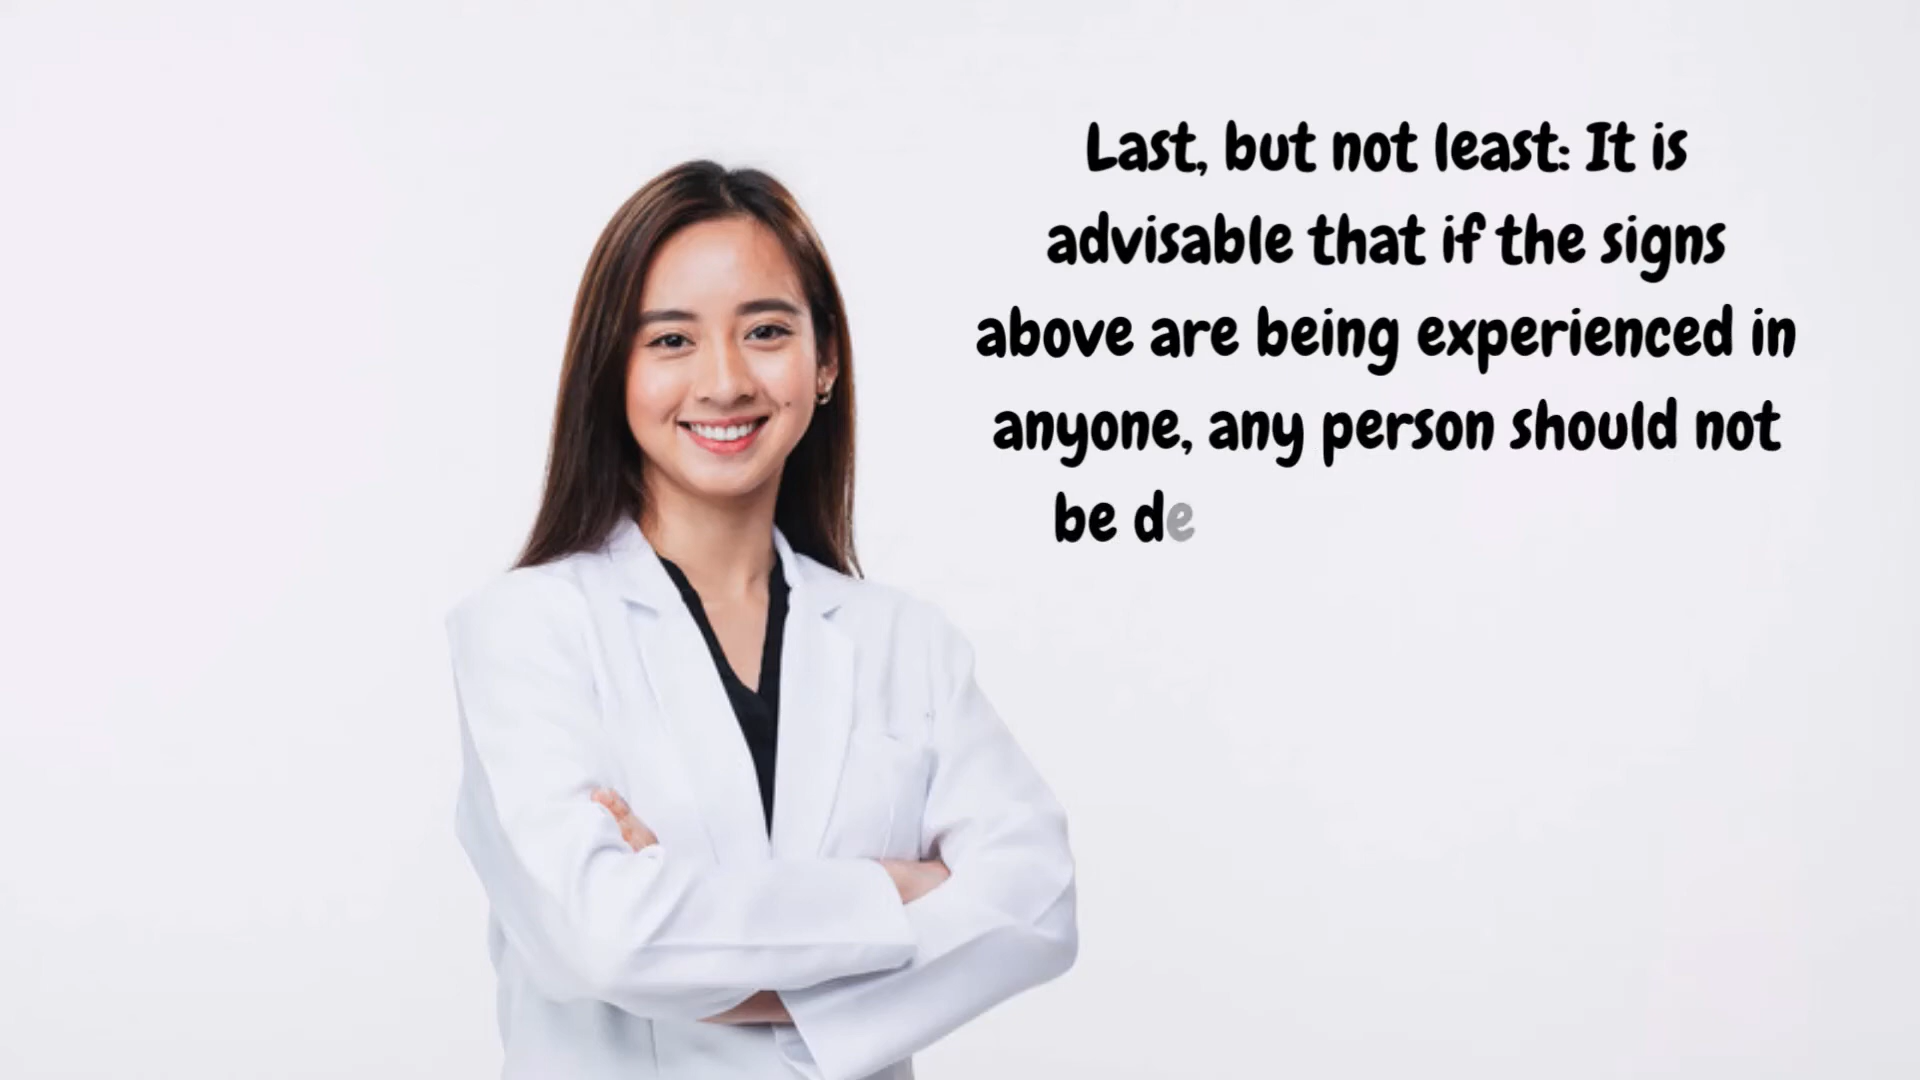 Last, but not least: It is
advisable that if the signs
above are being experienced in
anyone, any person should not
be de